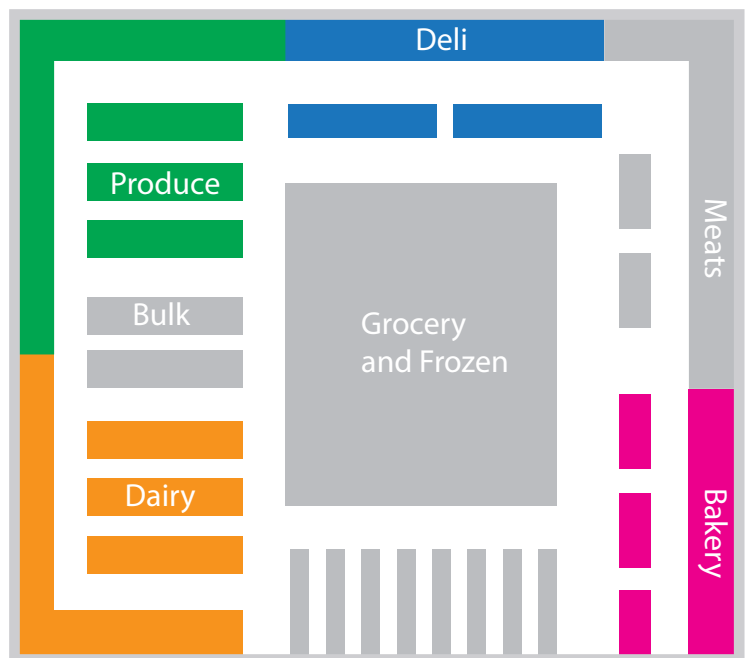 Deli
Produce
Meats
Bulk
Grocery
and Frozen
Dairy
Bakery